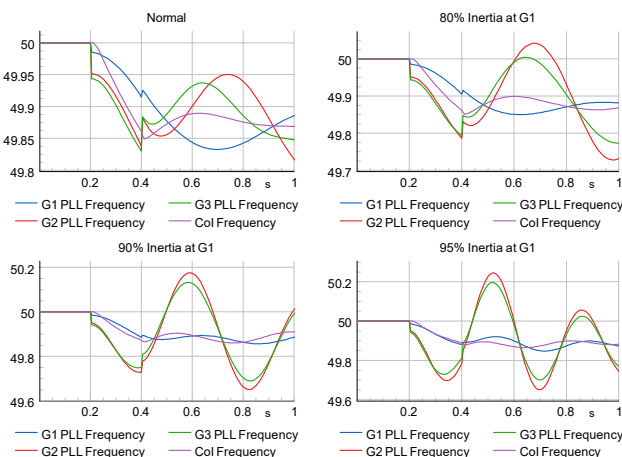 Normal
50
49.95
49.9
49.85
49.8
0.2 0.4 0.6 0.8 s 1
G1 PLL Frequency G3 PLL Frequency
G2 PLL Frequency CoI Frequency
80% Inertia at G1
50
49.9
49.8
49.7
0.2 0.4 0.6 0.8 s 1
G1 PLL Frequency G3 PLL Frequency
G2 PLL Frequency CoI Frequency
90% Inertia at G1
50.2
50
49.8
49.6
0.2 0.4 0.6 0.8 s 1
G1 PLL Frequency G3 PLL Frequency
G2 PLL Frequency CoI Frequency
95% Inertia at G1
50.2
50
49.8
49.6
0.2 0.4 0.6 0.8 s 1
G1 PLL Frequency G3 PLL Frequency
G2 PLL Frequency CoI Frequency